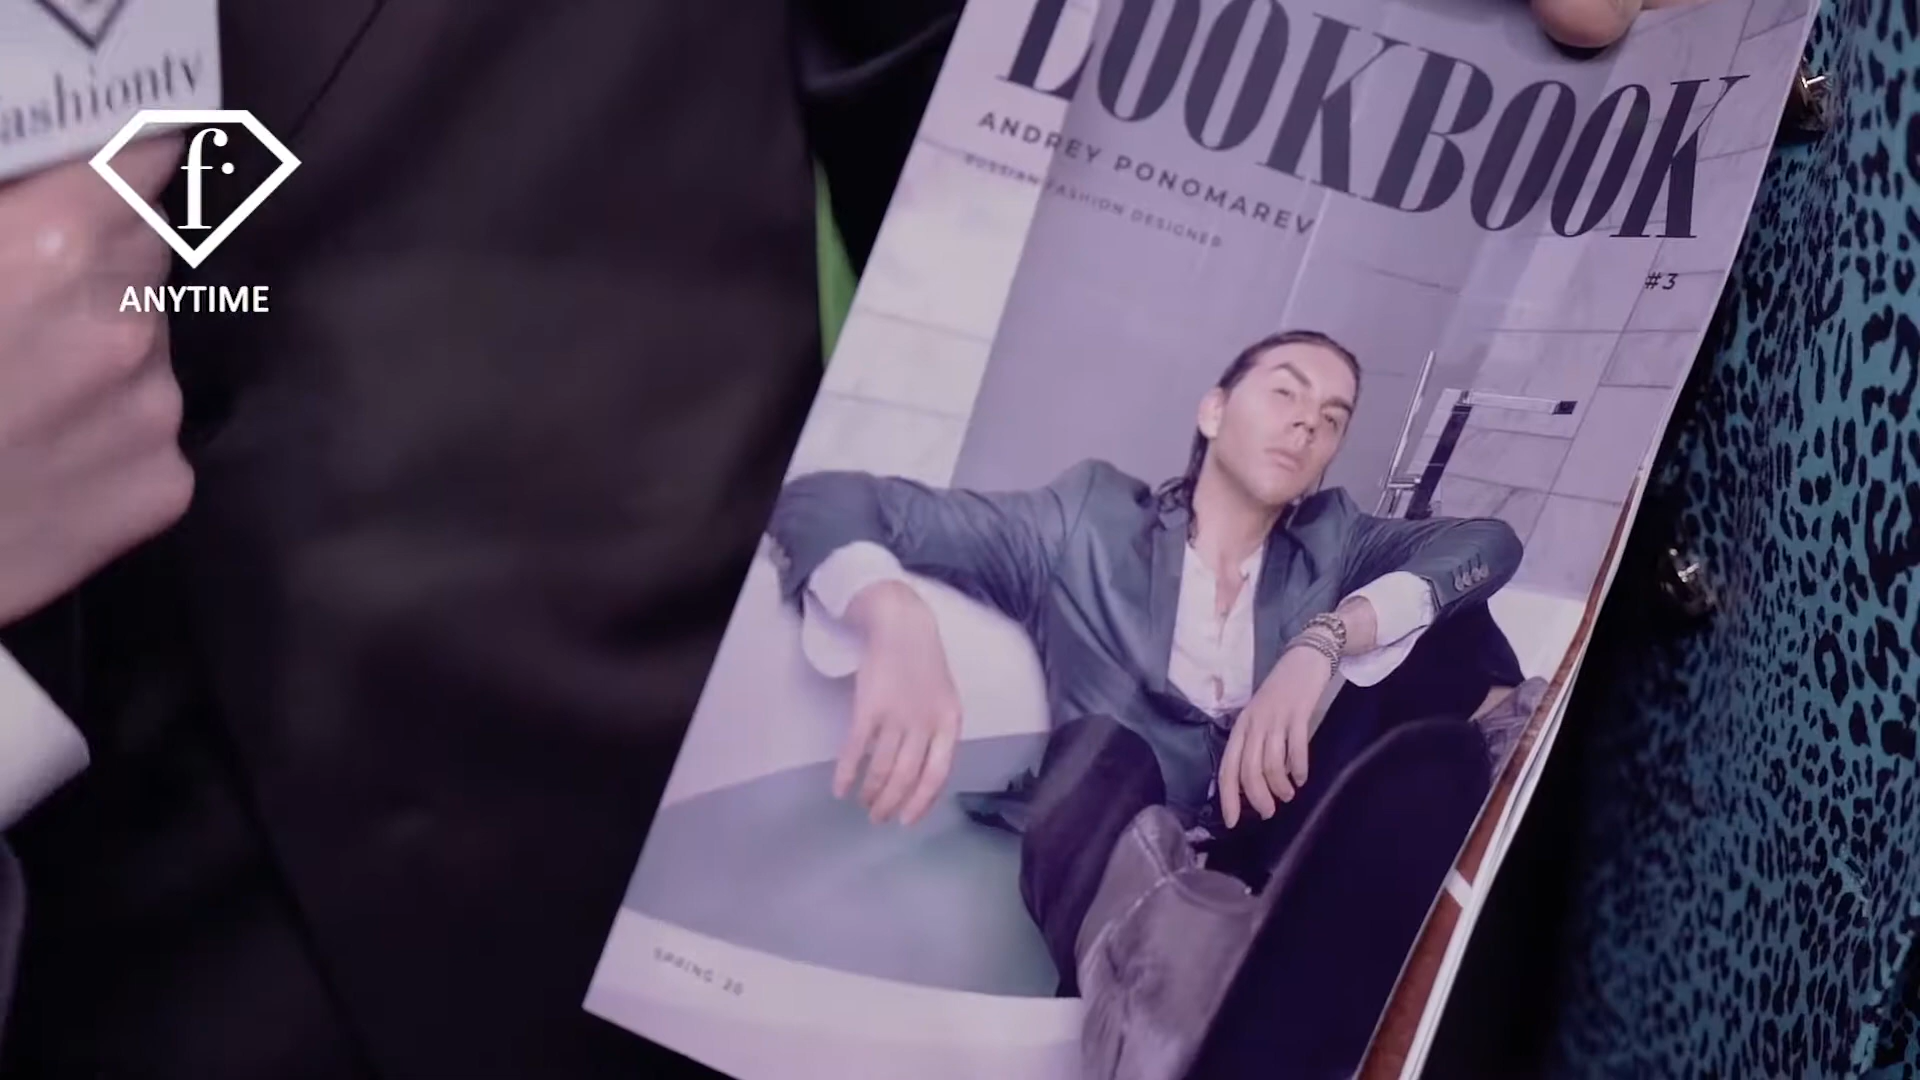 fashiontv
f
ANYTIME
LOOKBOOK
ANDREY PONOMAREV
RUSSIAN FASHION DESIGNER
#3
SPRING '20